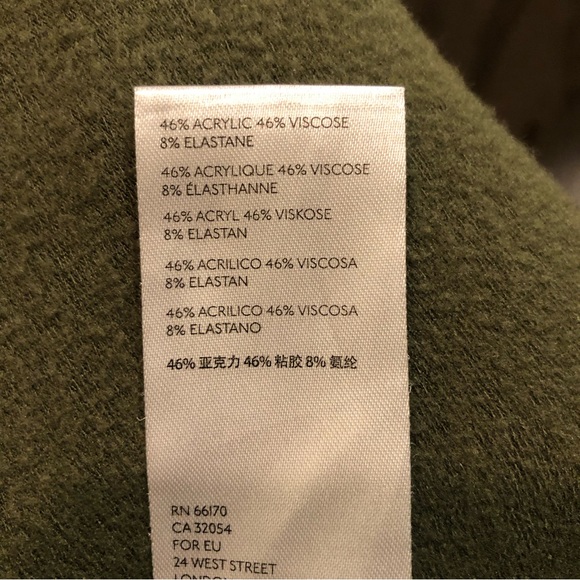 46% ACRYLIC 46% VISCOSE
8% ELASTANE
46% ACRYLIQUE 46% VISCOSE
8% ÉLASTHANNE
46% ACRYL 46% VISKOSE
8% ELASTAN
46% ACRILICO 46% VISCOSA
8% ELASTAN
46% ACRILICO 46% VISCOSA
8% ELASTANO
46% 亚克力 46% 粘胶 8% 氨纶
RN 66170
CA 32054
FOR EU
24 WEST STREET
LONDON